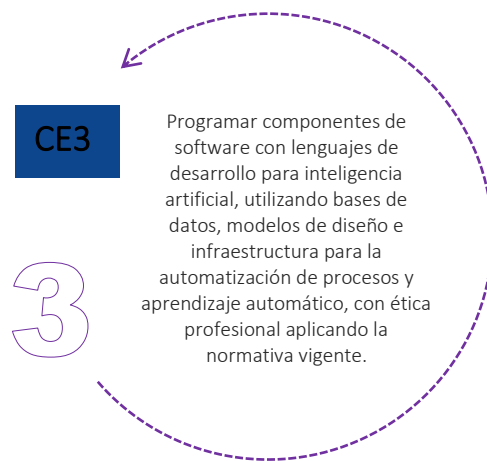 CE3
Programar componentes de
software con lenguajes de
desarrollo para inteligencia
artificial, utilizando bases de
datos, modelos de diseño e
infraestructura para la
automatización de procesos y
aprendizaje automático, con ética
profesional aplicando la
normativa vigente.
3